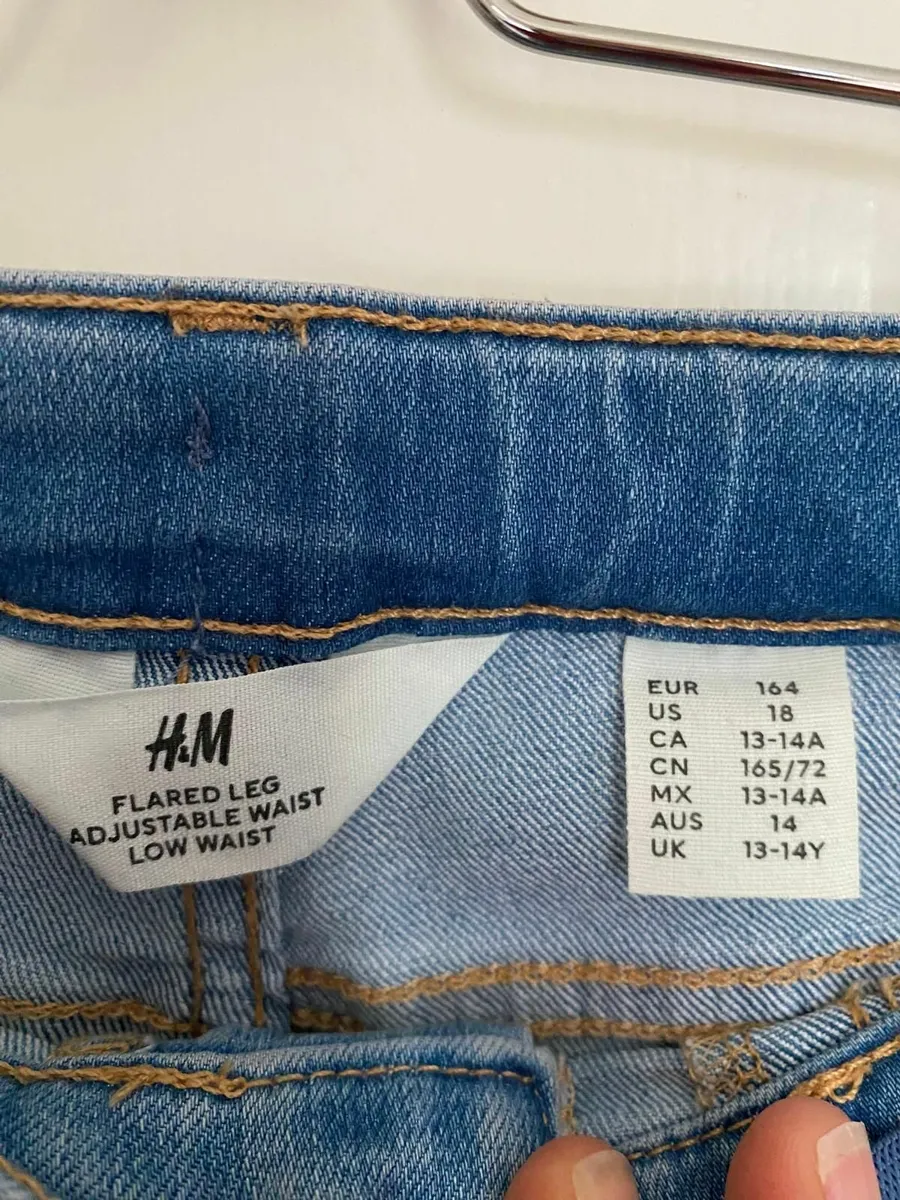 H&M
FLARED LEG
ADJUSTABLE WAIST
LOW WAIST
EUR 164
US 18
CA 13-14A
CN 165/72
MX 13-14A
AUS 14
UK 13-14Y